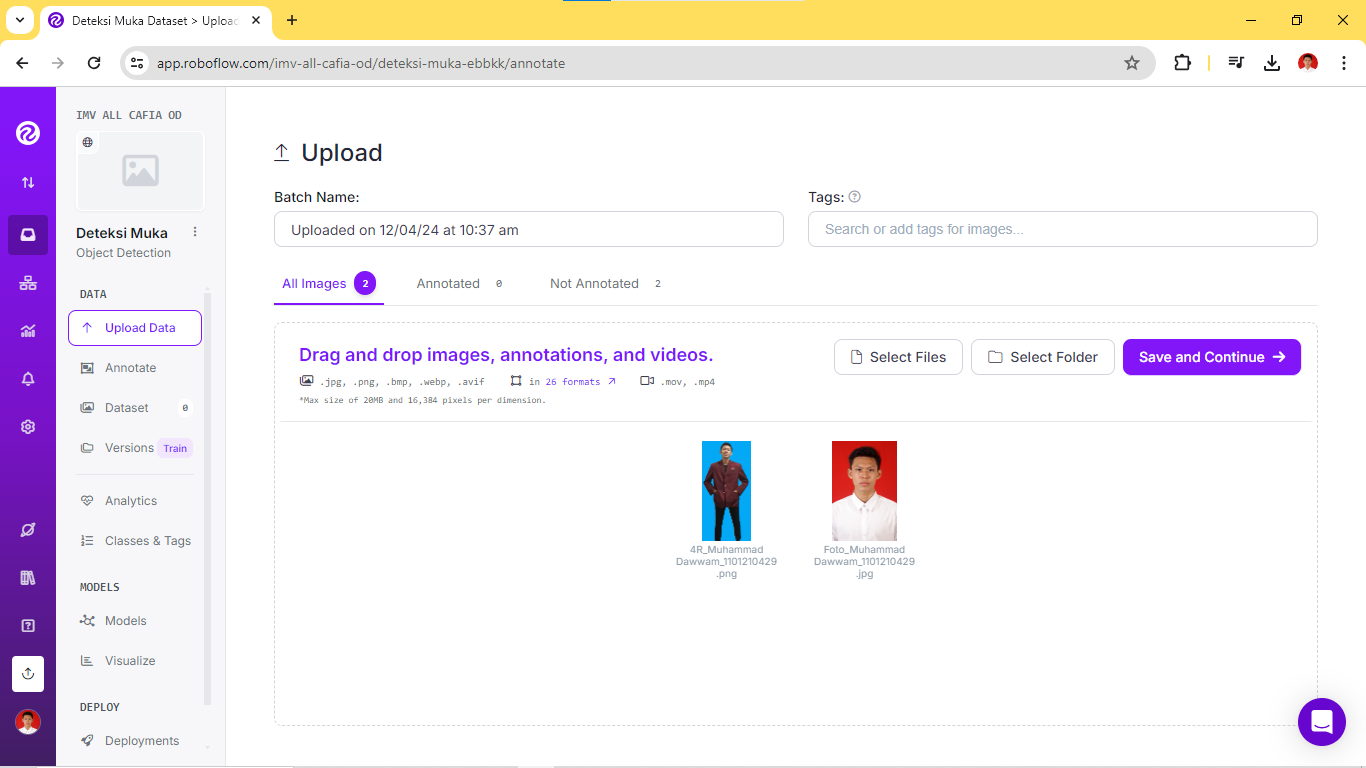 Deteksi Muka Dataset > Upload
app.roboflow.com/imv-all-cafia-od/deteksi-muka-ebbkk/annotate
IMV ALL CAFIA OD
Deteksi Muka
Object Detection
DATA
Upload Data
Annotate
Dataset 0
Versions Train
Analytics
Classes & Tags
MODELS
Models
Visualize
DEPLOY
Deployments
Upload
Batch Name:
Uploaded on 12/04/24 at 10:37 am
Tags:
Search or add tags for images...
All Images 2 Annotated 0 Not Annotated 2
Drag and drop images, annotations, and videos.
.jpg, .png, .bmp, .webp, .avif in 26 formats .mov, .mp4
*Max size of 20MB and 16,384 pixels per dimension.
Select Files
Select Folder
Save and Continue
4R_Muhammad
Dawwam_1101210429
.png
Foto_Muhammad
Dawwam_1101210429
.jpg